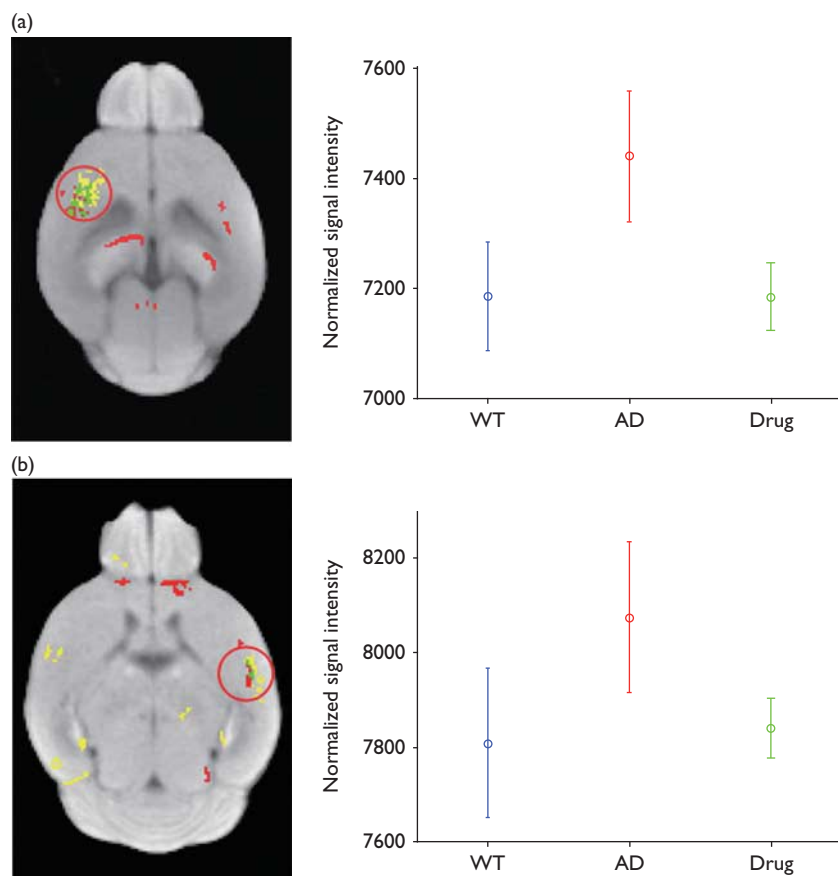 (a)
7600
7400
7200
7000
Normalized signal intensity
WT AD Drug
(b)
8200
8000
7800
7600
Normalized signal intensity
WT AD Drug